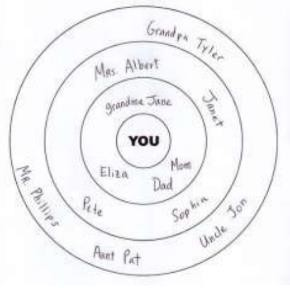 Grandpa Tyler
Mrs. Albert
grandma Jane
Janet
YOU
Eliza
Mom
Dad
Pete
Sophia
Mr. Phillips
Uncle Jon
Aunt Pat